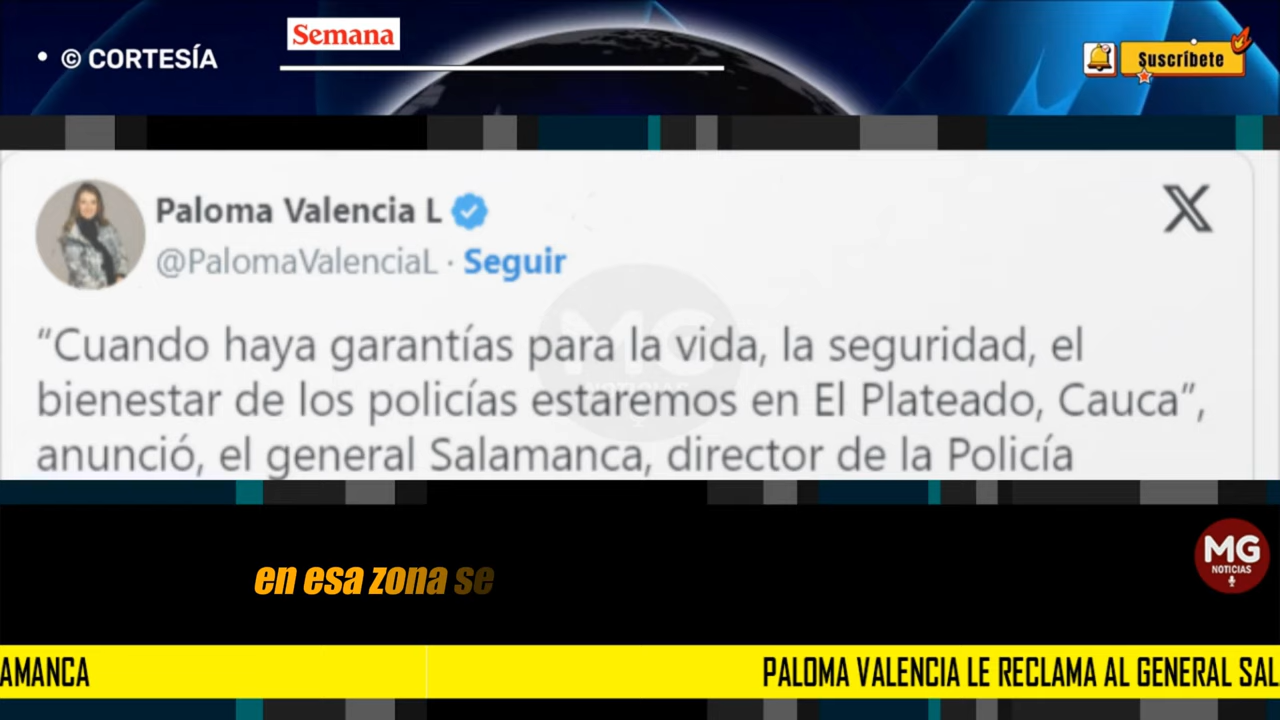 • © CORTESÍA
Semana
Suscríbete
Paloma Valencia L
@PalomaValenciaL · Seguir
“Cuando haya garantías para la vida, la seguridad, el
bienestar de los policías estaremos en El Plateado, Cauca”,
anunció, el general Salamanca, director de la Policía
MG
NOTICIAS
en esa zona se
MG
NOTICIAS
AMANCA
PALOMA VALENCIA LE RECLAMA AL GENERAL SAL